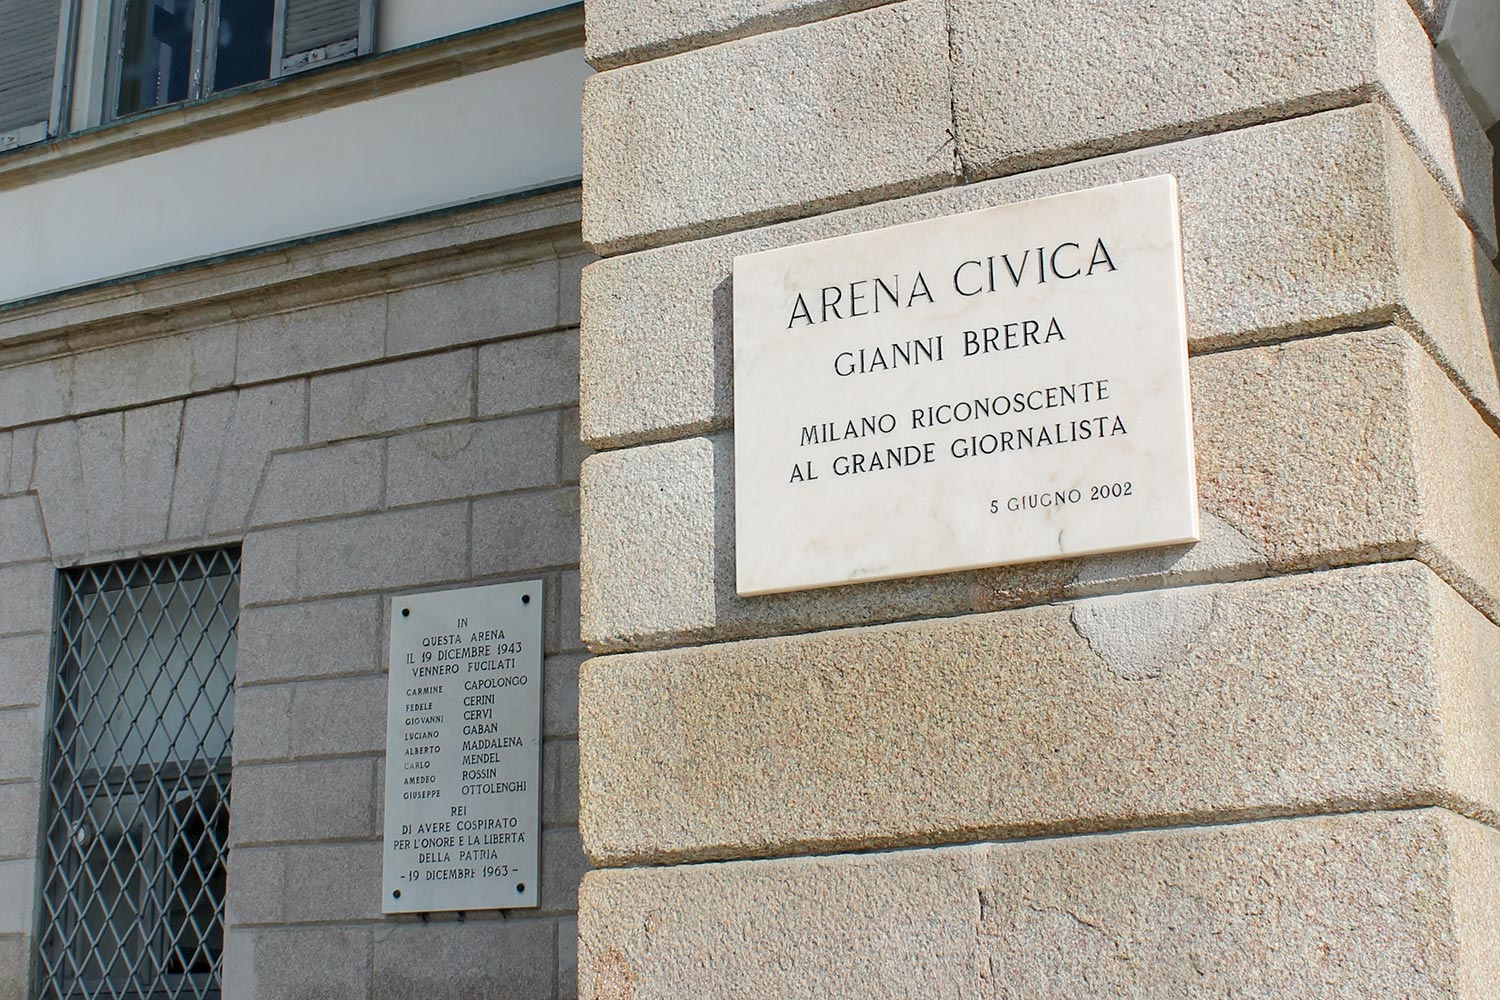 ARENA CIVICA
GIANNI BRERA
MILANO RICONOSCENTE
AL GRANDE GIORNALISTA
5 GIUGNO 2002
IN
QUESTA ARENA
IL 19 DICEMBRE 1943
VENNERO FUCILATI
CARMINE CAPOLONGO
FEDELE CERINI
GIOVANNI CERVI
LUCIANO GABAN
ALBERTO MADDALENA
CARLO MENDEL
AMEDEO ROSSIN
GIUSEPPE OTTOLENGHI
REI
DI AVERE COSPIRATO
PER L'ONORE E LA LIBERTA'
DELLA PATRIA
- 19 DICEMBRE 1963 -